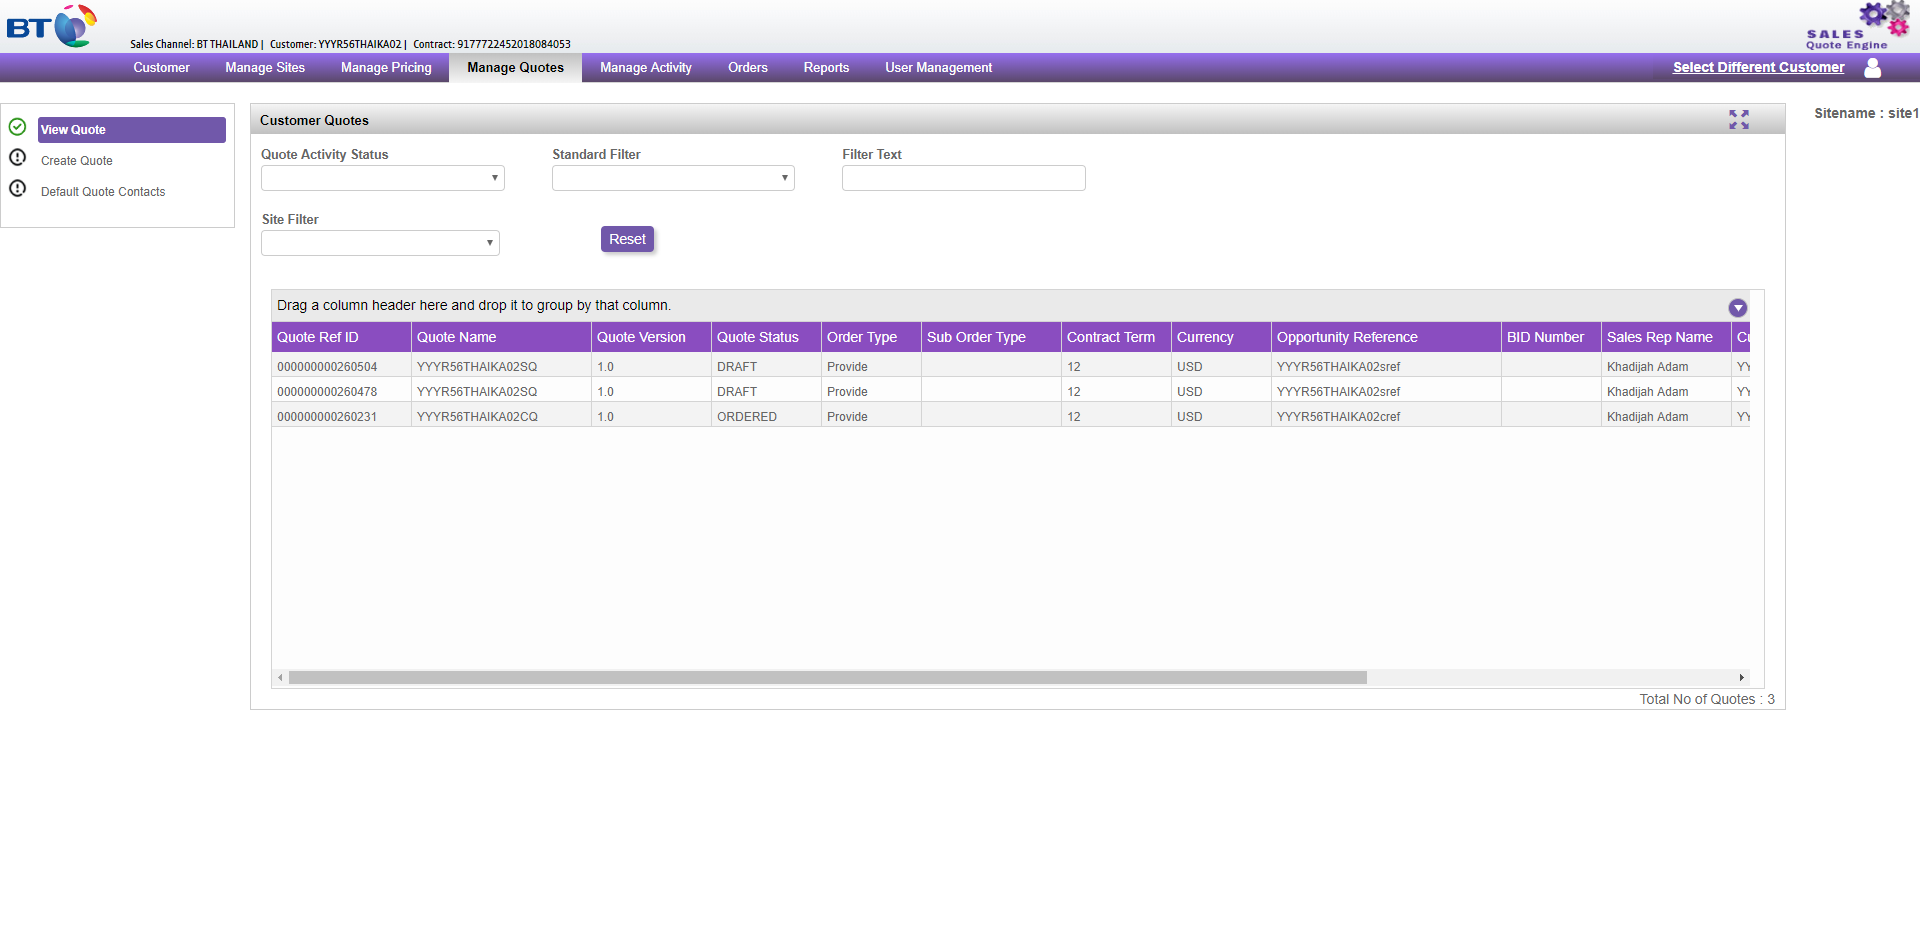 BT
Sales Channel: BT THAILAND | Customer: YYYR56THAIKA02 | Contract: 9177722452018084053
SALES
Quote Engine
Customer Manage Sites Manage Pricing Manage Quotes Manage Activity Orders Reports User Management Select Different Customer
View Quote
Create Quote
Default Quote Contacts
Customer Quotes
Sitename : site1
Quote Activity Status Standard Filter Filter Text
Site Filter
Reset
Drag a column header here and drop it to group by that column.
Quote Ref ID Quote Name Quote Version Quote Status Order Type Sub Order Type Contract Term Currency Opportunity Reference BID Number Sales Rep Name
000000000260504 YYYR56THAIKA02SQ 1.0 DRAFT Provide 12 USD YYYR56THAIKA02sref Khadijah Adam YY
000000000260478 YYYR56THAIKA02SQ 1.0 DRAFT Provide 12 USD YYYR56THAIKA02sref Khadijah Adam YY
000000000260231 YYYR56THAIKA02CQ 1.0 ORDERED Provide 12 USD YYYR56THAIKA02cref Khadijah Adam YY
Total No of Quotes : 3